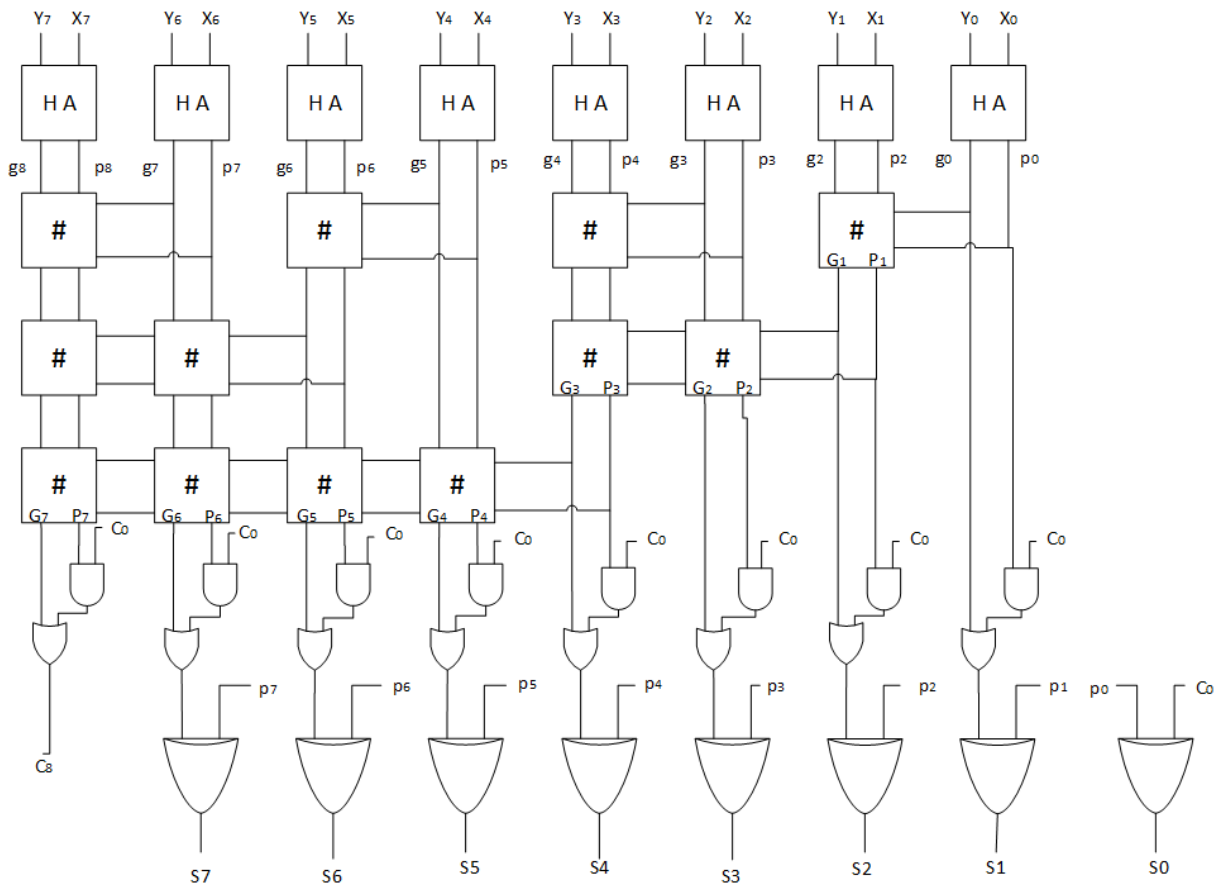 Y7 X7 Y6 X6 Y5 X5 Y4 X4 Y3 X3 Y2 X2 Y1 X1 Y0 X0
H A H A H A H A H A H A H A H A
g8 p8 g7 p7 g6 p6 g5 p5 g4 p4 g3 p3 g2 p2 g0 p0
# # # #
G1 P1
# # # #
G3 P3 G2 P2
# # # #
G7 P7 G6 P6 G5 P5 G4 P4
C0 C0 C0 C0 C0 C0 C0 C0
p7 p6 p5 p4 p3 p2 p1 p0 C0
C8
S7 S6 S5 S4 S3 S2 S1 S0